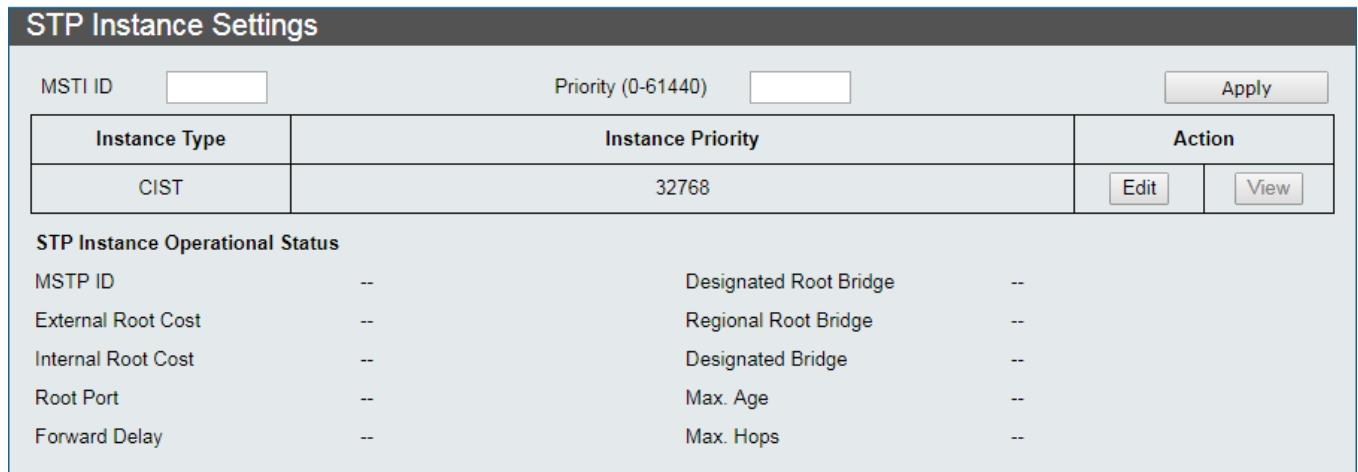 STP Instance Settings
MSTI ID Priority (0-61440) Apply
Instance Type Instance Priority Action
CIST 32768 Edit View
STP Instance Operational Status
MSTP ID -- Designated Root Bridge --
External Root Cost -- Regional Root Bridge --
Internal Root Cost -- Designated Bridge --
Root Port -- Max. Age --
Forward Delay -- Max. Hops --